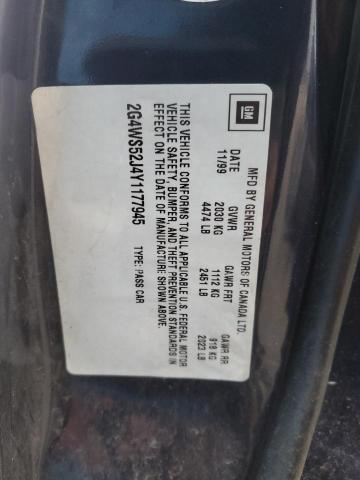 GM
MFD BY GENERAL MOTORS OF CANADA LTD.
DATE GVWR GAWR FRT GAWR RR
11/99 2030 KG 1112 KG 918 KG
4474 LB 2451 LB 2023 LB
THIS VEHICLE CONFORMS TO ALL APPLICABLE U.S. FEDERAL MOTOR
VEHICLE SAFETY, BUMPER, AND THEFT PREVENTION STANDARDS IN
EFFECT ON THE DATE OF MANUFACTURE SHOWN ABOVE.
2G4WS52J4Y1177945 TYPE: PASS CAR